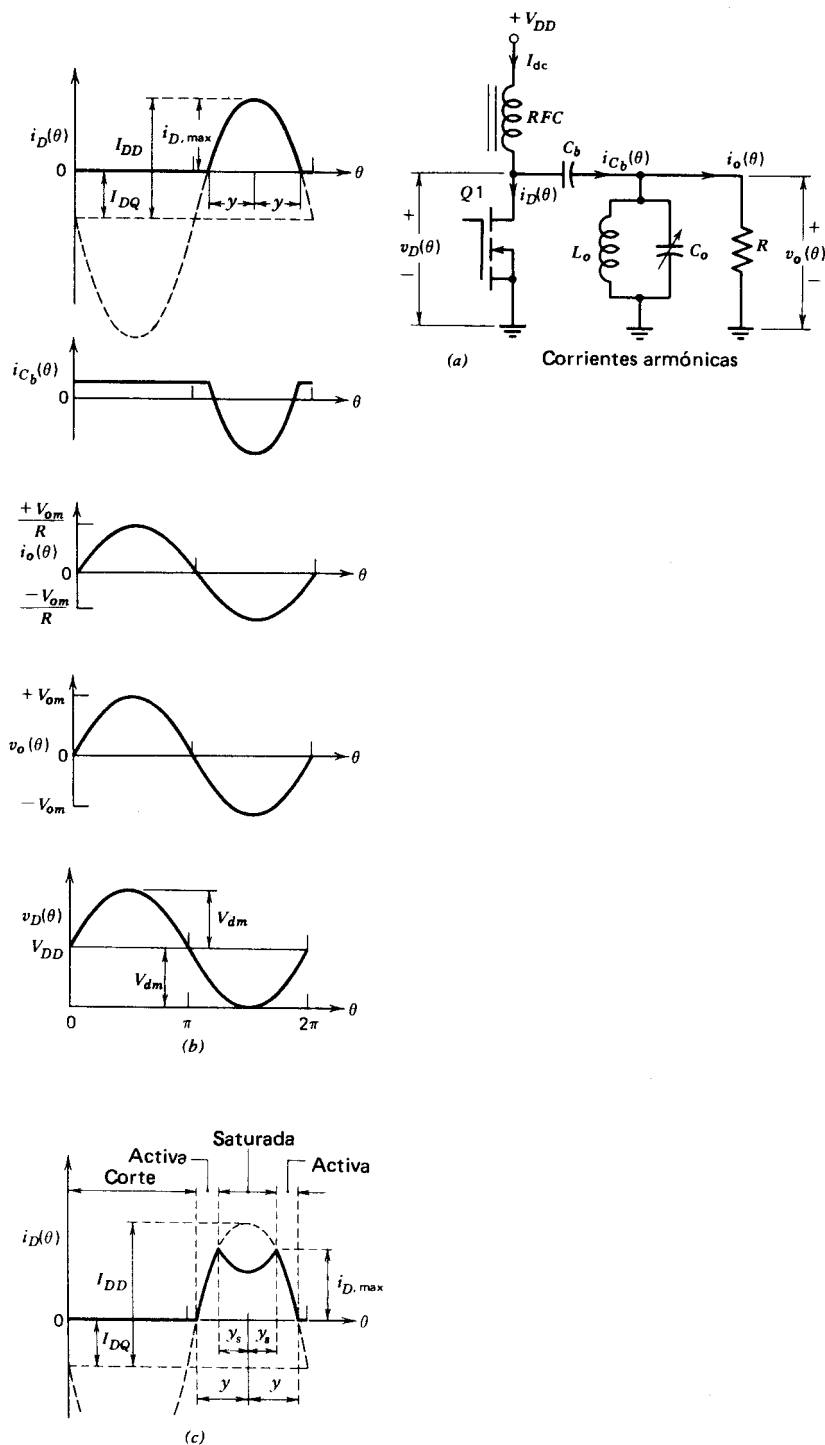 + V_DD
I_dc
RFC
C_b
i_Cb(θ)
i_o(θ)
Q1
i_D(θ)
+
v_D(θ)
−
L_o
C_o
R
+
v_o(θ)
−
(a)
Corrientes armónicas
i_D(θ)
I_DD
i_D, max
0
θ
I_DQ
y
y
i_Cb(θ)
0
θ
+ V_om
R
i_o(θ)
0
θ
− V_om
R
+ V_om
v_o(θ)
0
θ
− V_om
v_D(θ)
V_dm
V_DD
V_dm
θ
0
π
2π
(b)
Saturada
Activa
Activa
Corte
i_D(θ)
I_DD
i_D, max
0
θ
I_DQ
y_s
y_s
y
y
(c)